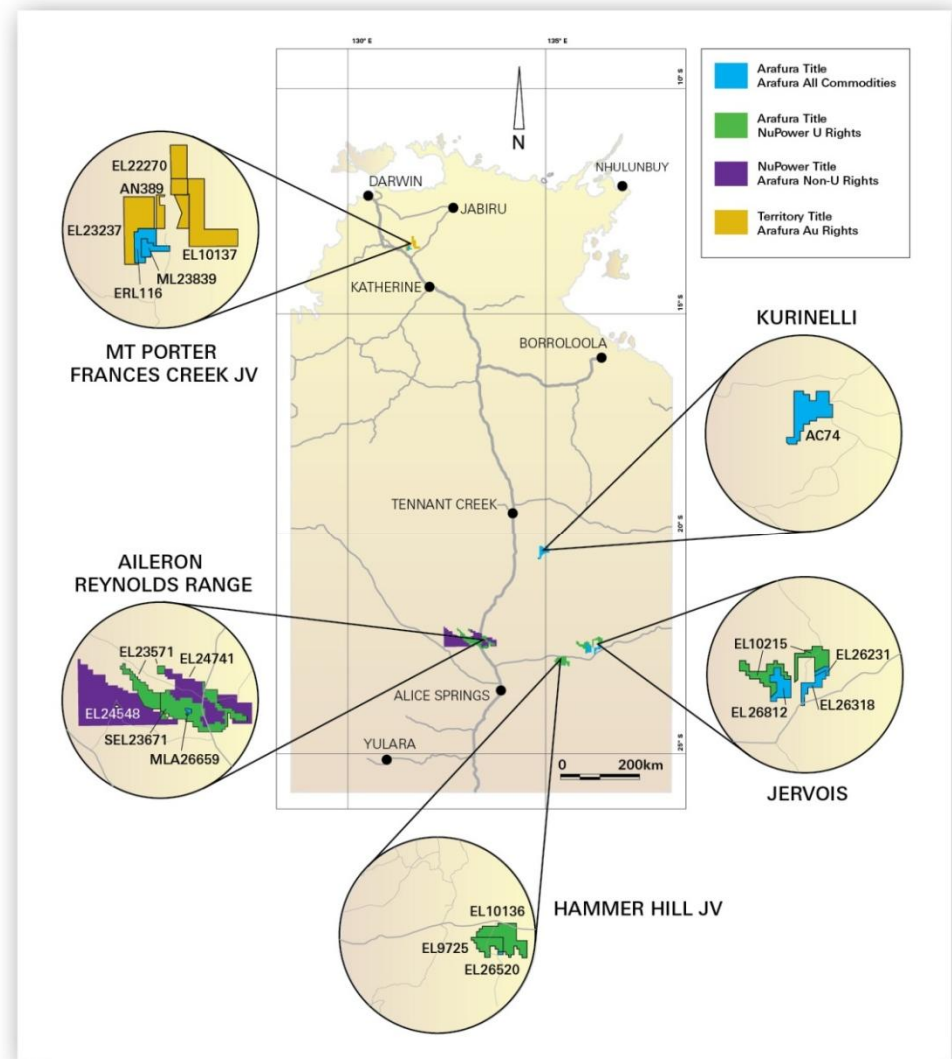 130° E
135° E
10° S
15° S
20° S
25° S
N
Arafura Title
Arafura All Commodities
Arafura Title
NuPower U Rights
NuPower Title
Arafura Non-U Rights
Territory Title
Arafura Au Rights
EL22270
AN389
EL23237
EL10137
ML23839
ERL116
MT PORTER
FRANCES CREEK JV
DARWIN
NHULUNBUY
JABIRU
KATHERINE
BORROLOOLA
TENNANT CREEK
ALICE SPRINGS
YULARA
0 200km
KURINELLI
AC74
AILERON
REYNOLDS RANGE
EL23571
EL24741
EL24548
SEL23671
MLA26659
EL10215
EL26231
EL26812
EL26318
JERVOIS
HAMMER HILL JV
EL10136
EL9725
EL26520